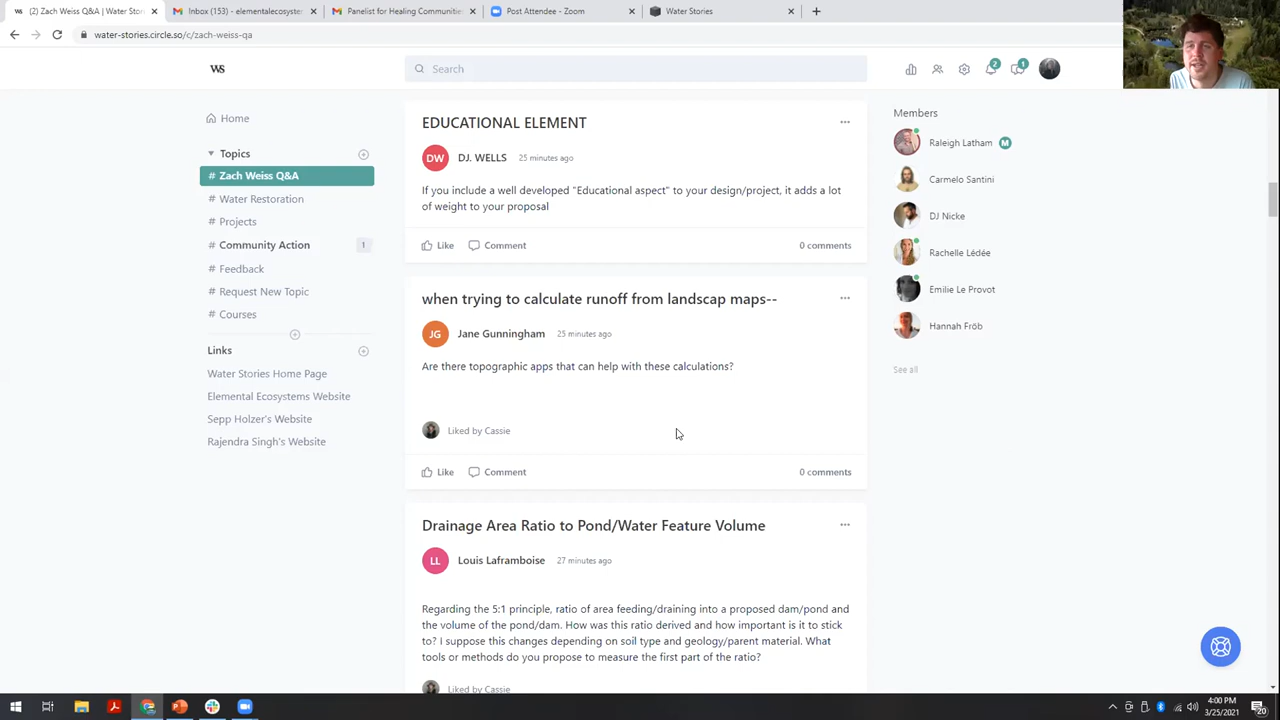 (2) Zach Weiss Q&A | Water Stori
Inbox (153) - elementalecosystem
Panelist for Healing Communities
Post Attendee - Zoom
Water Stories
water-stories.circle.so/c/zach-weiss-qa
WS
Search
2
1
Home
Topics
# Zach Weiss Q&A
# Water Restoration
# Projects
# Community Action 1
# Feedback
# Request New Topic
# Courses
Links
Water Stories Home Page
Elemental Ecosystems Website
Sepp Holzer's Website
Rajendra Singh's Website
EDUCATIONAL ELEMENT
DW DJ. WELLS 25 minutes ago
If you include a well developed "Educational aspect" to your design/project, it adds a lot
of weight to your proposal
Like Comment 0 comments
when trying to calculate runoff from landscap maps--
JG Jane Gunningham 25 minutes ago
Are there topographic apps that can help with these calculations?
Liked by Cassie
Like Comment 0 comments
Drainage Area Ratio to Pond/Water Feature Volume
LL Louis Laframboise 27 minutes ago
Regarding the 5:1 principle, ratio of area feeding/draining into a proposed dam/pond and
the volume of the pond/dam. How was this ratio derived and how important is it to stick
to? I suppose this changes depending on soil type and geology/parent material. What
tools or methods do you propose to measure the first part of the ratio?
Liked by Cassie
Members
Raleigh Latham M
Carmelo Santini
DJ Nicke
Rachelle Lédée
Emilie Le Provot
Hannah Fröb
See all
4:00 PM
3/25/2021
20